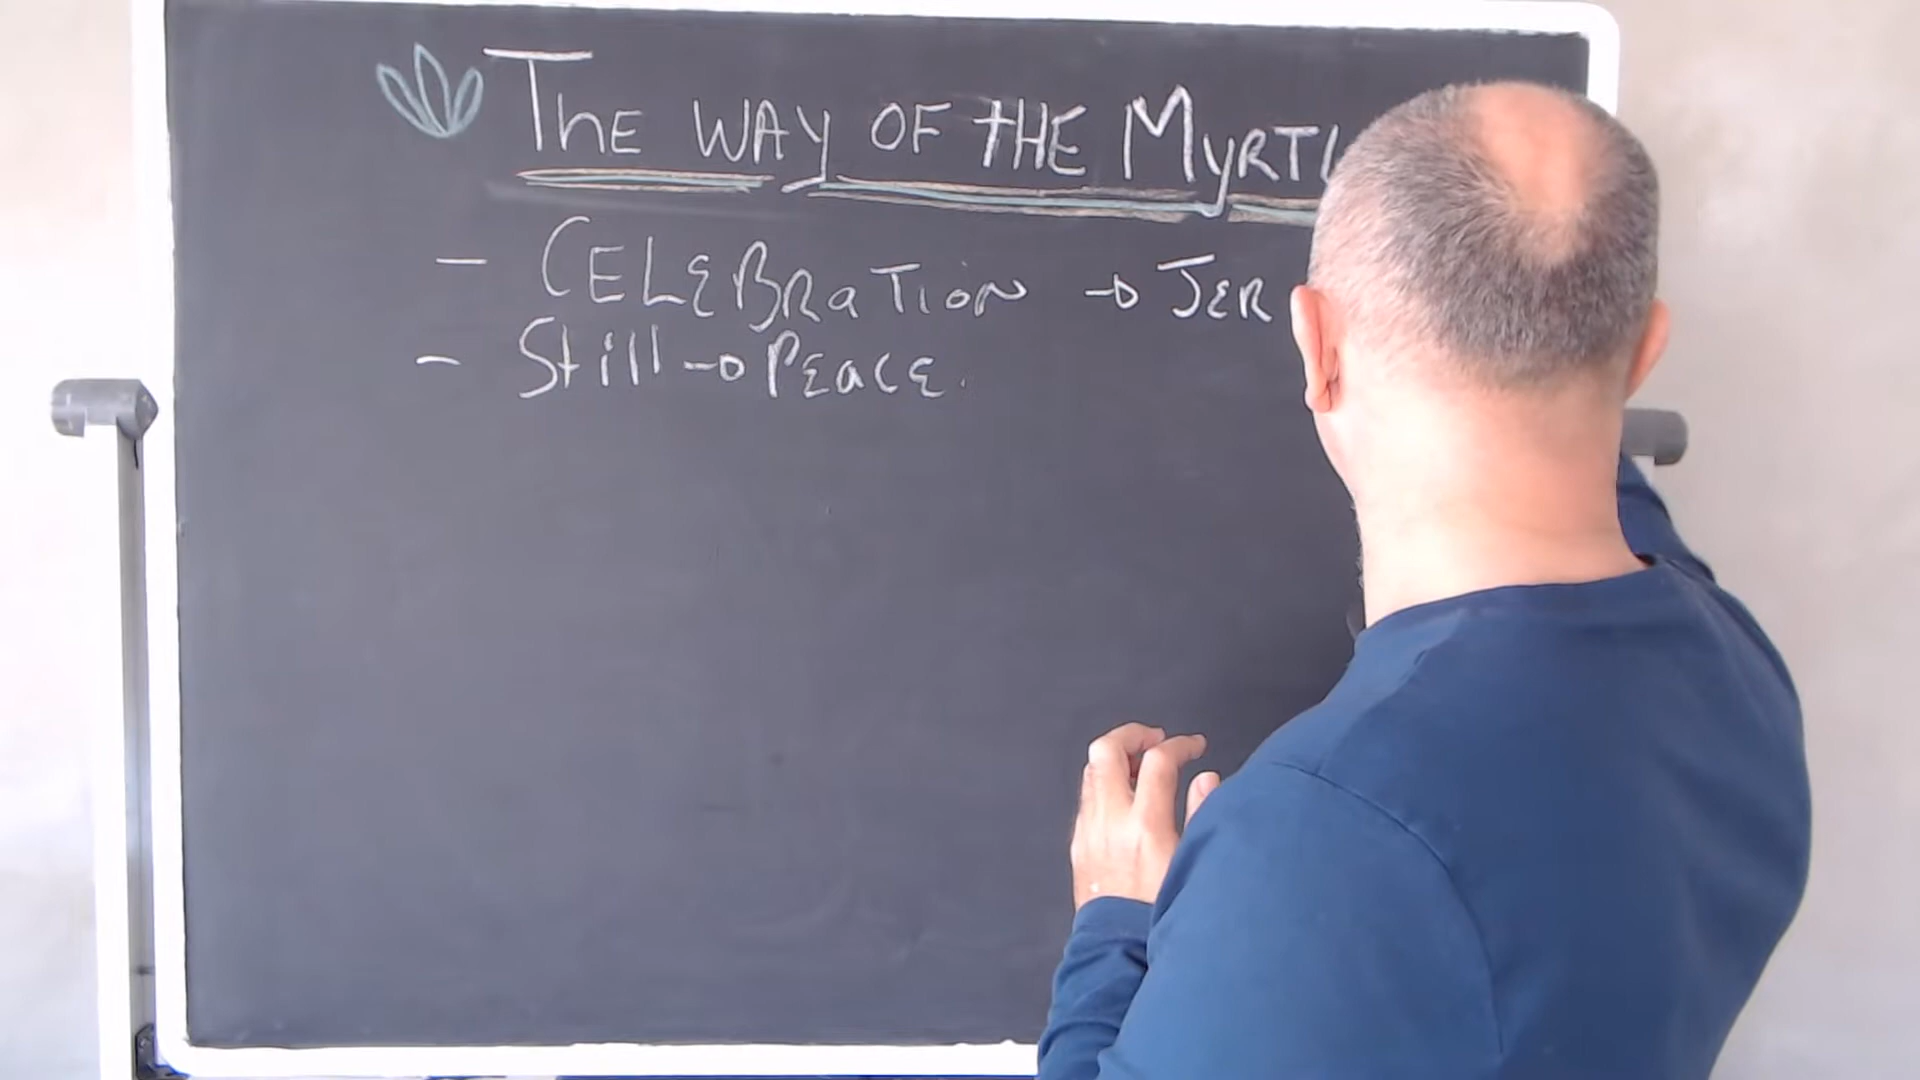 The WAY OF tHE MYRTL
- CELEBRATION → JER
- Still → Peace.